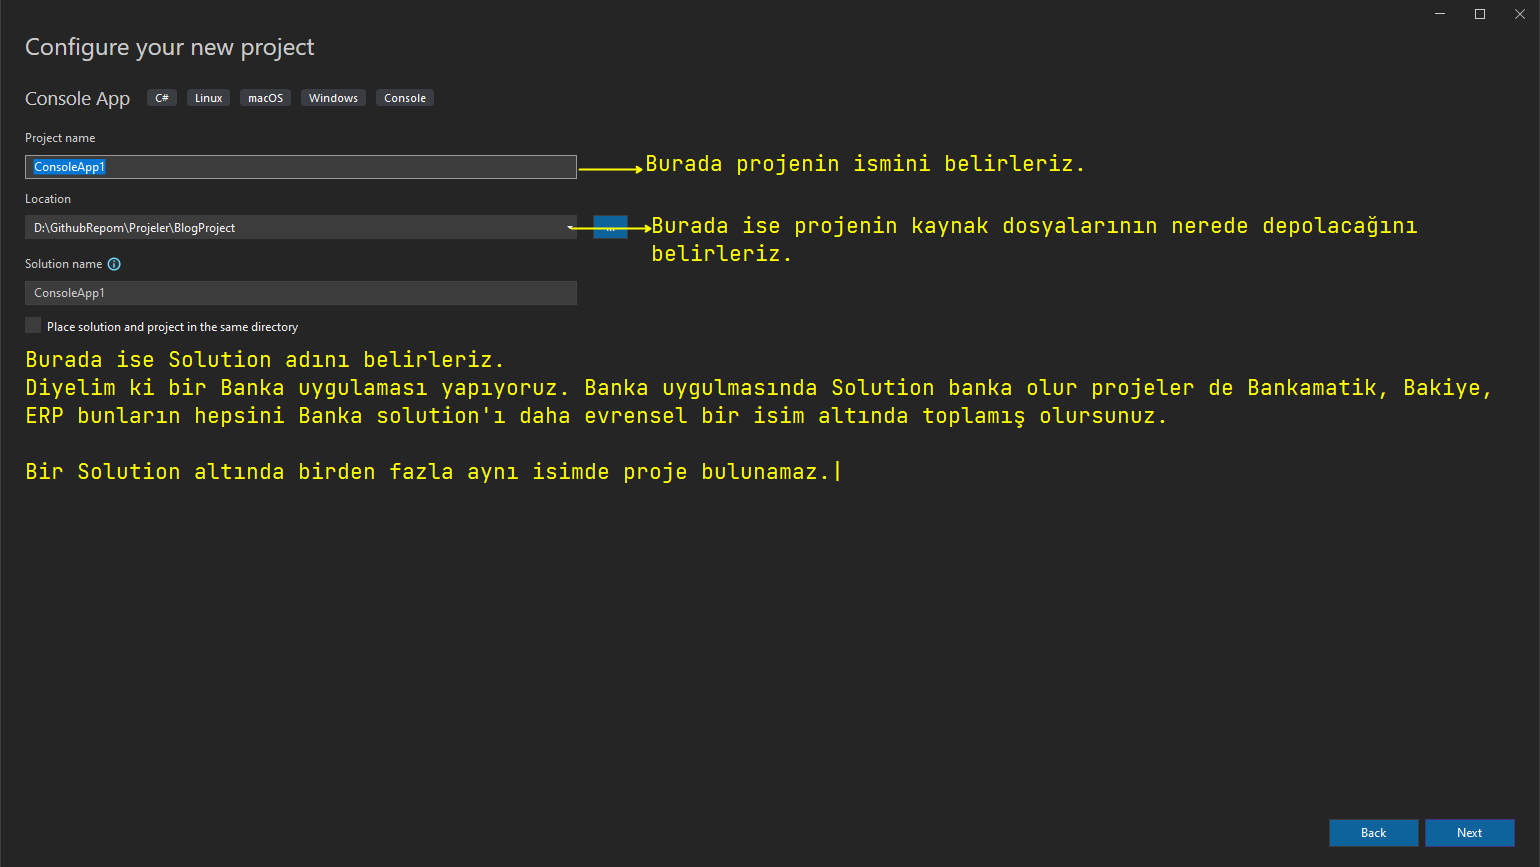 Configure your new project
Console App C# Linux macOS Windows Console
Project name
ConsoleApp1
Burada projenin ismini belirleriz.
Location
D:\GithubRepom\Projeler\BlogProject
...
Burada ise projenin kaynak dosyalarının nerede depolacağını
belirleriz.
Solution name
ConsoleApp1
Place solution and project in the same directory
Burada ise Solution adını belirleriz.
Diyelim ki bir Banka uygulaması yapıyoruz. Banka uygulmasında Solution banka olur projeler de Bankamatik, Bakiye,
ERP bunların hepsini Banka solution'ı daha evrensel bir isim altında toplamış olursunuz.
Bir Solution altında birden fazla aynı isimde proje bulunamaz.
Back Next